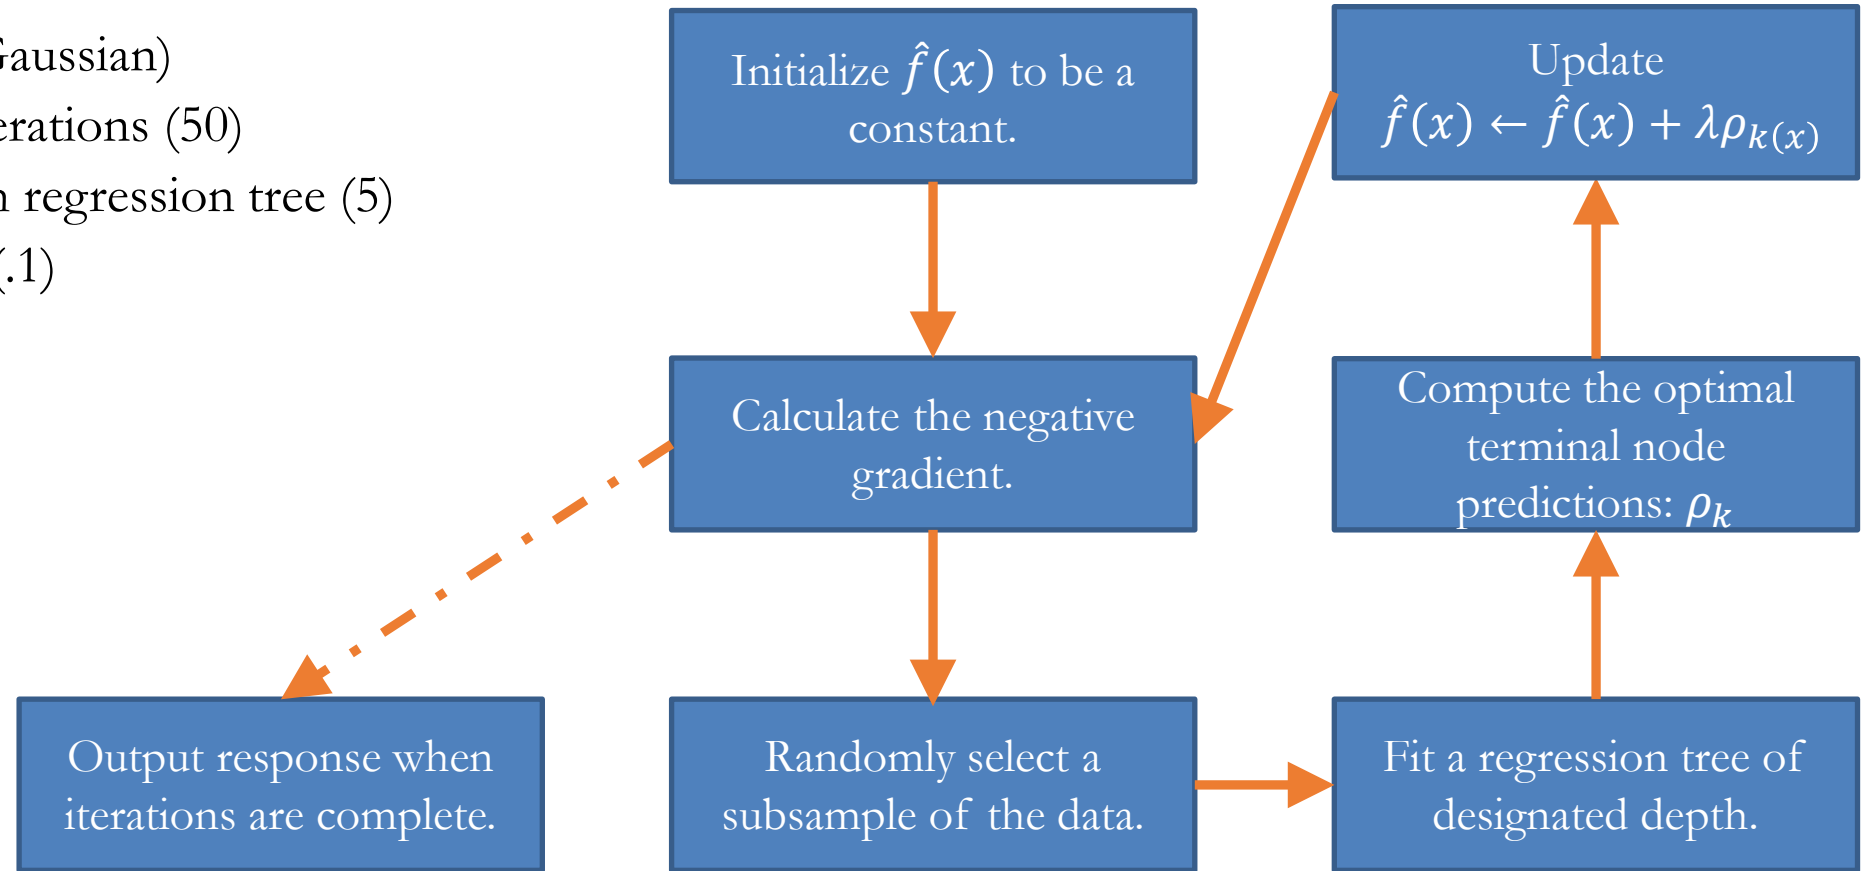 Gaussian)
erations (50)
n regression tree (5)
(.1)
Initialize f̂(x) to be a
constant.
Update
f̂(x) ← f̂(x) + λρₖ₍ₓ₎
Calculate the negative
gradient.
Compute the optimal
terminal node
predictions: ρₖ
Output response when
iterations are complete.
Randomly select a
subsample of the data.
Fit a regression tree of
designated depth.